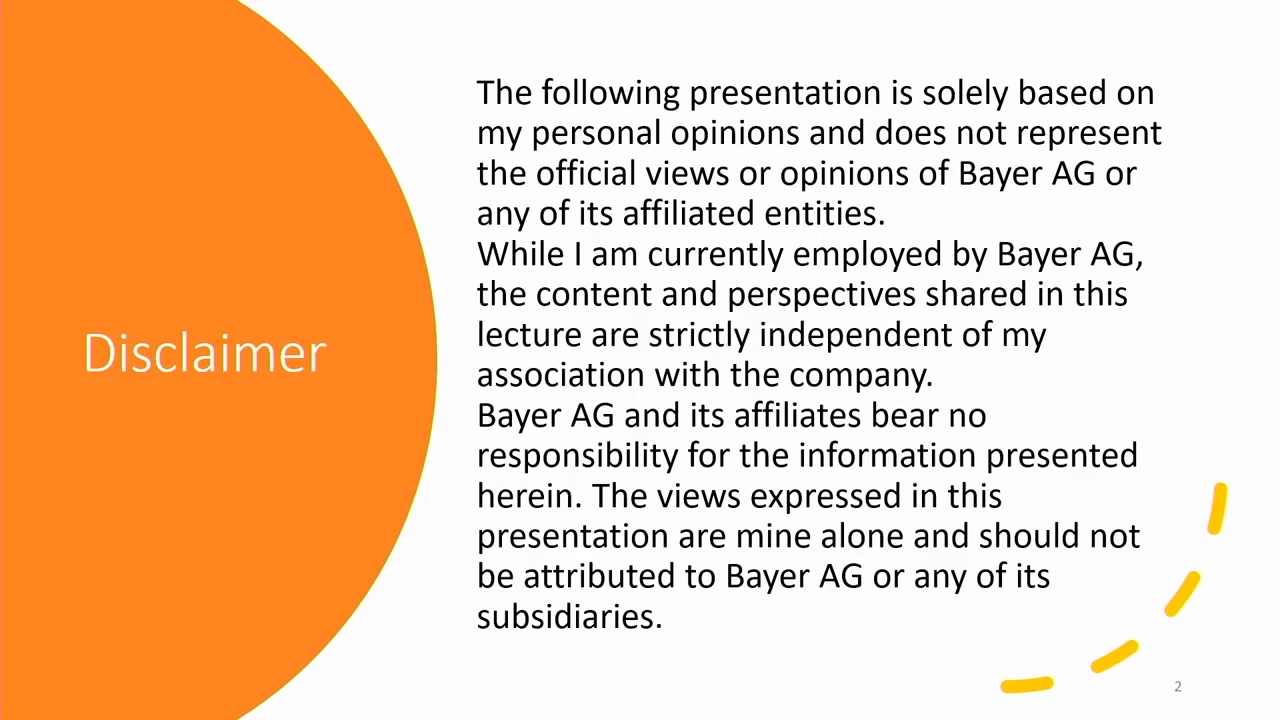 Disclaimer
The following presentation is solely based on
my personal opinions and does not represent
the official views or opinions of Bayer AG or
any of its affiliated entities.
While I am currently employed by Bayer AG,
the content and perspectives shared in this
lecture are strictly independent of my
association with the company.
Bayer AG and its affiliates bear no
responsibility for the information presented
herein. The views expressed in this
presentation are mine alone and should not
be attributed to Bayer AG or any of its
subsidiaries.
2